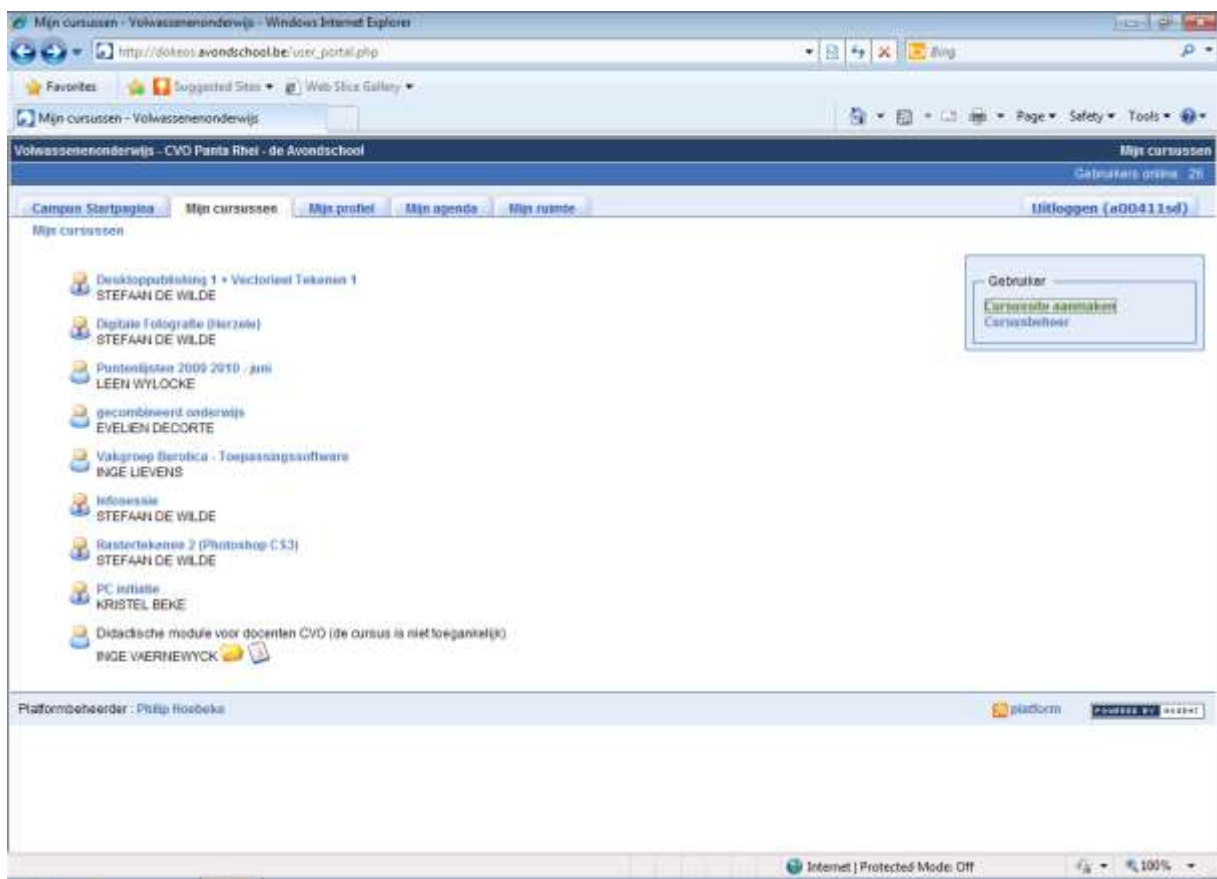 Mijn cursussen - Volwassenenonderwijs - Windows Internet Explorer
http://dokeos.avondschool.be/user_portal.php
Bing
Favorites Suggested Sites Web Slice Gallery
Mijn cursussen - Volwassenenonderwijs
Page Safety Tools
Volwassenenonderwijs - CVO Panta Rhei - de Avondschool
Mijn cursussen
Gebruikers online 26
Campus Startpagina Mijn cursussen Mijn profiel Mijn agenda Mijn ruimte
Uitloggen (a00411sd)
Mijn cursussen
Desktoppublishing 1 + Vectorieel Tekenen 1
STEFAAN DE WILDE
Digitale Fotografie (Herzele)
STEFAAN DE WILDE
Puntenlijsten 2009 2010 - juni
LEEN WYLOCKE
gecombineerd onderwijs
EVELIEN DECORTE
Vakgroep Burotica - Toepassingssoftware
INGE LIEVENS
Infosessie
STEFAAN DE WILDE
Rastertekenen 2 (Photoshop CS3)
STEFAAN DE WILDE
PC initiatie
KRISTEL BEKE
Didactische module voor docenten CVO (de cursus is niet toegankelijk)
INGE VAERNEWYCK
Gebruiker
Cursussite aanmaken
Cursusbeheer
Platformbeheerder : Philip Hoebeke
platform
POWERED BY
Internet | Protected Mode: Off
100%